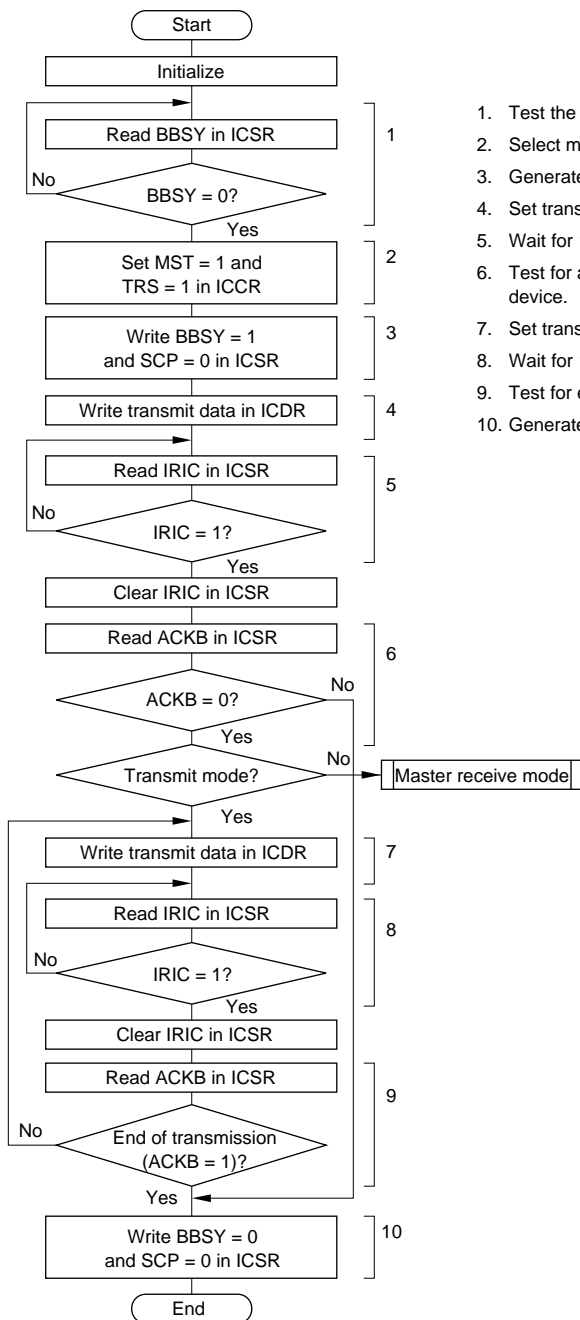 Start
Initialize
Read BBSY in ICSR
No
BBSY = 0?
Yes
1
Set MST = 1 and
TRS = 1 in ICCR
2
Write BBSY = 1
and SCP = 0 in ICSR
3
Write transmit data in ICDR
4
Read IRIC in ICSR
No
IRIC = 1?
Yes
5
Clear IRIC in ICSR
Read ACKB in ICSR
6
No
ACKB = 0?
Yes
No
Transmit mode?
Master receive mode
Yes
Write transmit data in ICDR
7
Read IRIC in ICSR
8
No
IRIC = 1?
Yes
Clear IRIC in ICSR
Read ACKB in ICSR
9
No
End of transmission
(ACKB = 1)?
Yes
Write BBSY = 0
and SCP = 0 in ICSR
10
End
1. Test the
2. Select
3.
4. Set
5. Wait for
6. Test for
device.
7. Set
8. Wait for
9. Test for
10.